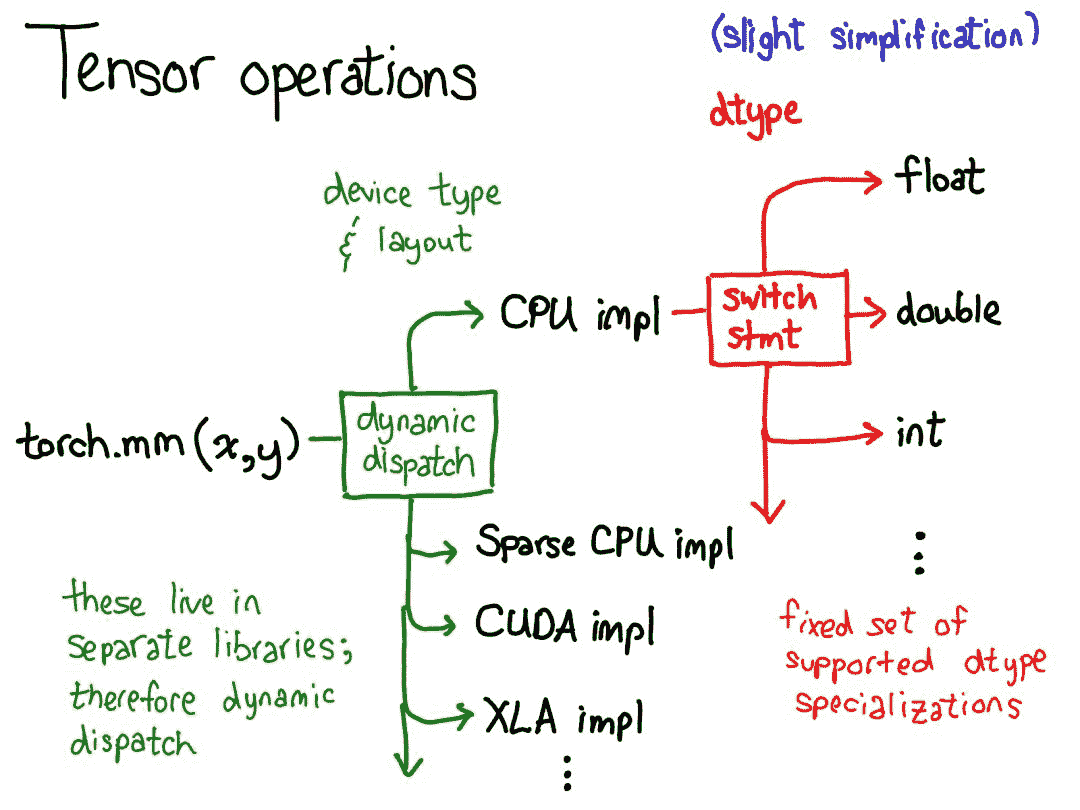 Tensor operations
(slight simplification)
dtype
device type
& layout
float
CPU impl
switch
stmt
double
torch.mm(x,y)
dynamic
dispatch
int
Sparse CPU impl
CUDA impl
XLA impl
⋮
these live in
separate libraries;
therefore dynamic
dispatch
⋮
fixed set of
supported dtype
specializations